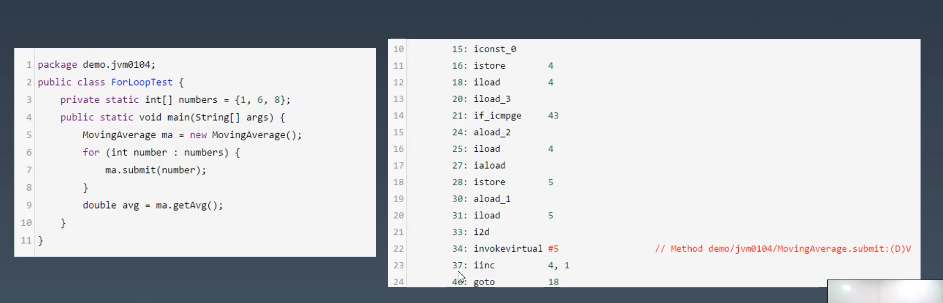 1 package demo.jvm0104;
2 public class ForLoopTest {
3 private static int[] numbers = {1, 6, 8};
4 public static void main(String[] args) {
5 MovingAverage ma = new MovingAverage();
6 for (int number : numbers) {
7 ma.submit(number);
8 }
9 double avg = ma.getAvg();
10 }
11 }
10 15: iconst_0
11 16: istore 4
12 18: iload 4
13 20: iload_3
14 21: if_icmpge 43
15 24: aload_2
16 25: iload 4
17 27: iaload
18 28: istore 5
19 30: aload_1
20 31: iload 5
21 33: i2d
22 34: invokevirtual #5 // Method demo/jvm0104/MovingAverage.submit:(D)V
23 37: iinc 4, 1
24 40: goto 18